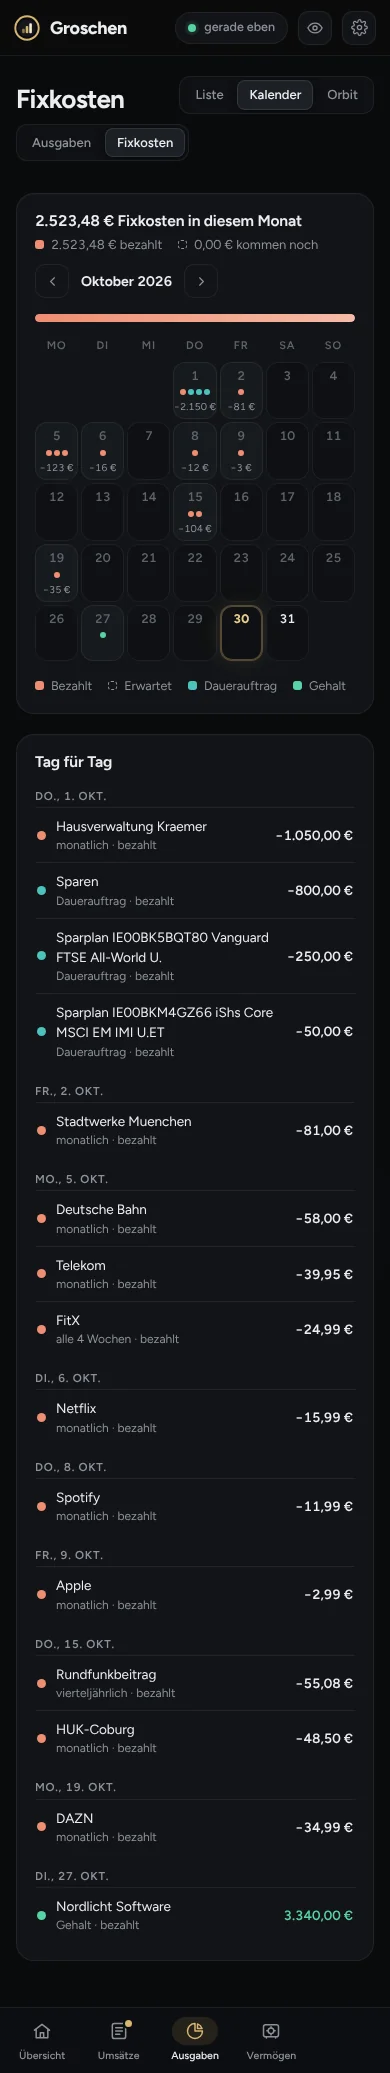 Groschen
gerade eben
Fixkosten
Liste Kalender Orbit
Ausgaben Fixkosten
2.523,48 € Fixkosten in diesem Monat
2.523,48 € bezahlt 0,00 € kommen noch
Oktober 2026
MO DI MI DO FR SA SO
1 2 3 4
−2.150 € −81 €
5 6 7 8 9 10 11
−123 € −16 € −12 € −3 €
12 13 14 15 16 17 18
−104 €
19 20 21 22 23 24 25
−35 €
26 27 28 29 30 31
Bezahlt Erwartet Dauerauftrag Gehalt
Tag für Tag
DO., 1. OKT.
Hausverwaltung Kraemer
monatlich · bezahlt
−1.050,00 €
Sparen
Dauerauftrag · bezahlt
−800,00 €
Sparplan IE00BK5BQT80 Vanguard
FTSE All-World U.
Dauerauftrag · bezahlt
−250,00 €
Sparplan IE00BKM4GZ66 iShs Core
MSCI EM IMI U.ET
Dauerauftrag · bezahlt
−50,00 €
FR., 2. OKT.
Stadtwerke Muenchen
monatlich · bezahlt
−81,00 €
MO., 5. OKT.
Deutsche Bahn
monatlich · bezahlt
−58,00 €
Telekom
monatlich · bezahlt
−39,95 €
FitX
alle 4 Wochen · bezahlt
−24,99 €
DI., 6. OKT.
Netflix
monatlich · bezahlt
−15,99 €
DO., 8. OKT.
Spotify
monatlich · bezahlt
−11,99 €
FR., 9. OKT.
Apple
monatlich · bezahlt
−2,99 €
DO., 15. OKT.
Rundfunkbeitrag
vierteljährlich · bezahlt
−55,08 €
HUK-Coburg
monatlich · bezahlt
−48,50 €
MO., 19. OKT.
DAZN
monatlich · bezahlt
−34,99 €
DI., 27. OKT.
Nordlicht Software
Gehalt · bezahlt
3.340,00 €
Übersicht Umsätze Ausgaben Vermögen